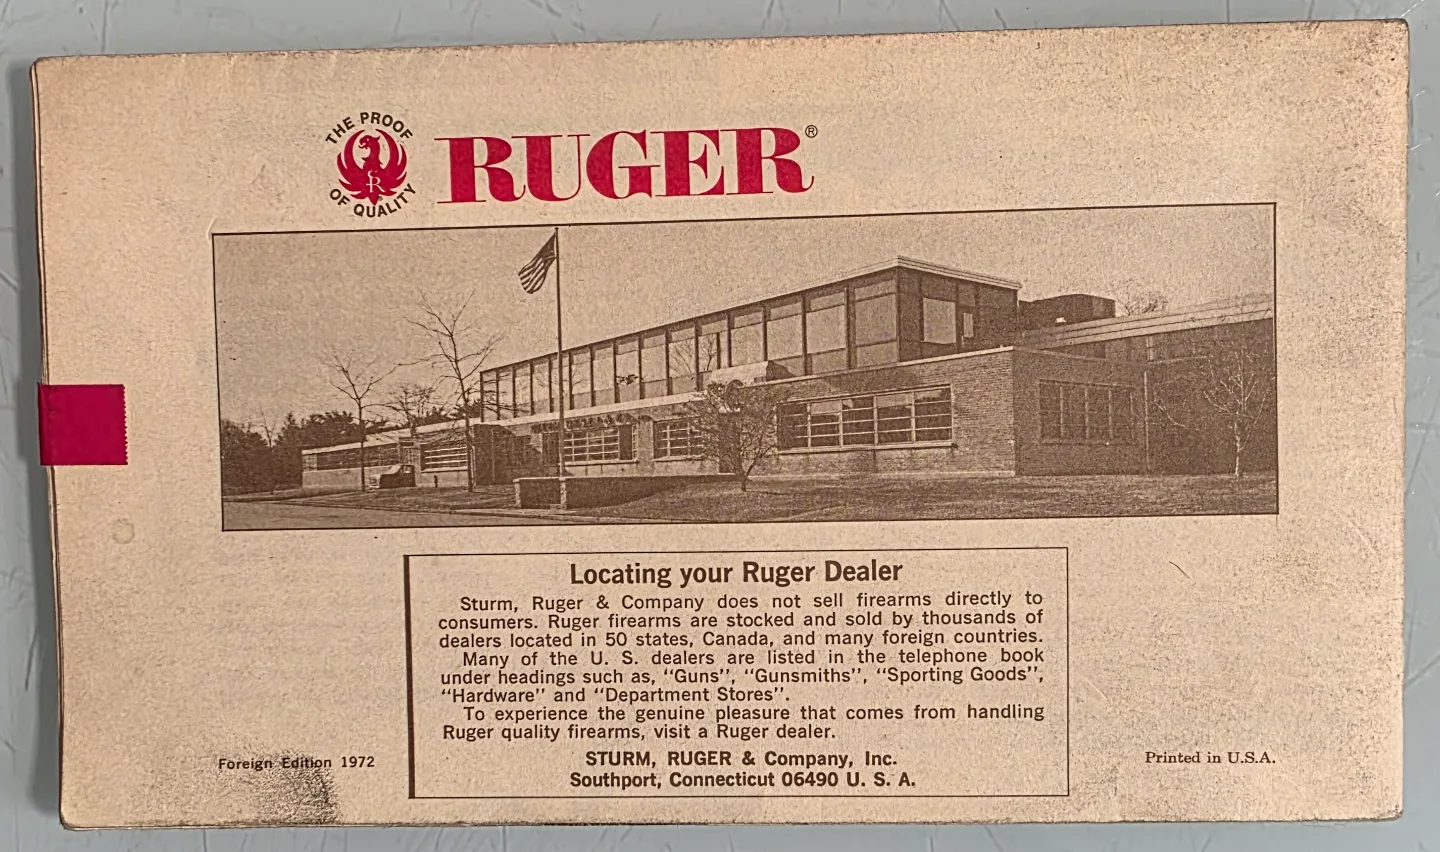 THE PROOF
OF QUALITY
RUGER®
Locating your Ruger Dealer
Sturm, Ruger & Company does not sell firearms directly to
consumers. Ruger firearms are stocked and sold by thousands of
dealers located in 50 states, Canada, and many foreign countries.
Many of the U. S. dealers are listed in the telephone book
under headings such as, “Guns”, “Gunsmiths”, “Sporting Goods”,
“Hardware” and “Department Stores”.
To experience the genuine pleasure that comes from handling
Ruger quality firearms, visit a Ruger dealer.
STURM, RUGER & Company, Inc.
Southport, Connecticut 06490 U. S. A.
Foreign Edition 1972
Printed in U.S.A.